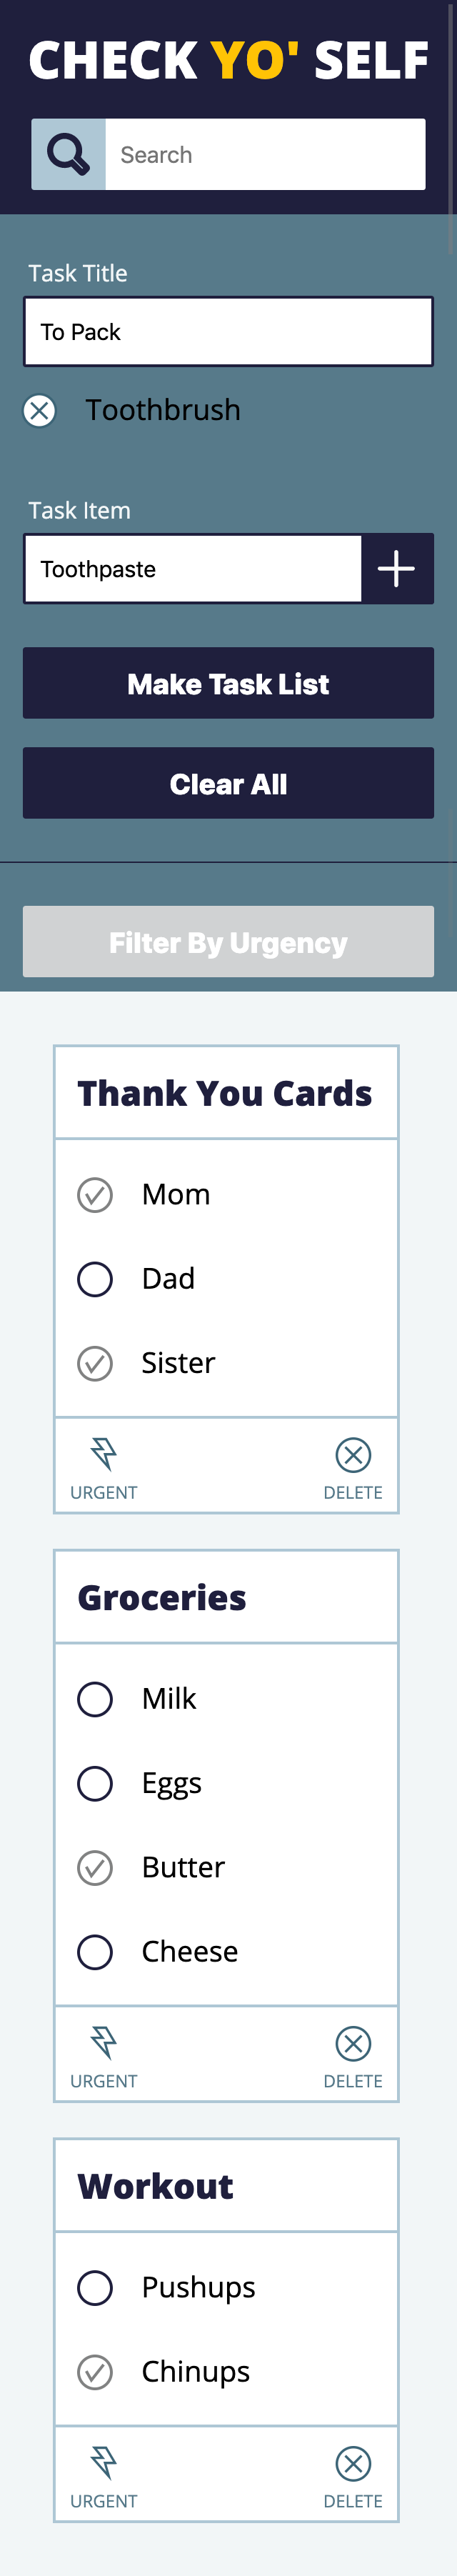 CHECK YO' SELF
Search
Task Title
To Pack
Toothbrush
Task Item
Toothpaste
Make Task List
Clear All
Filter By Urgency
Thank You Cards
Mom
Dad
Sister
URGENT DELETE
Groceries
Milk
Eggs
Butter
Cheese
URGENT DELETE
Workout
Pushups
Chinups
URGENT DELETE